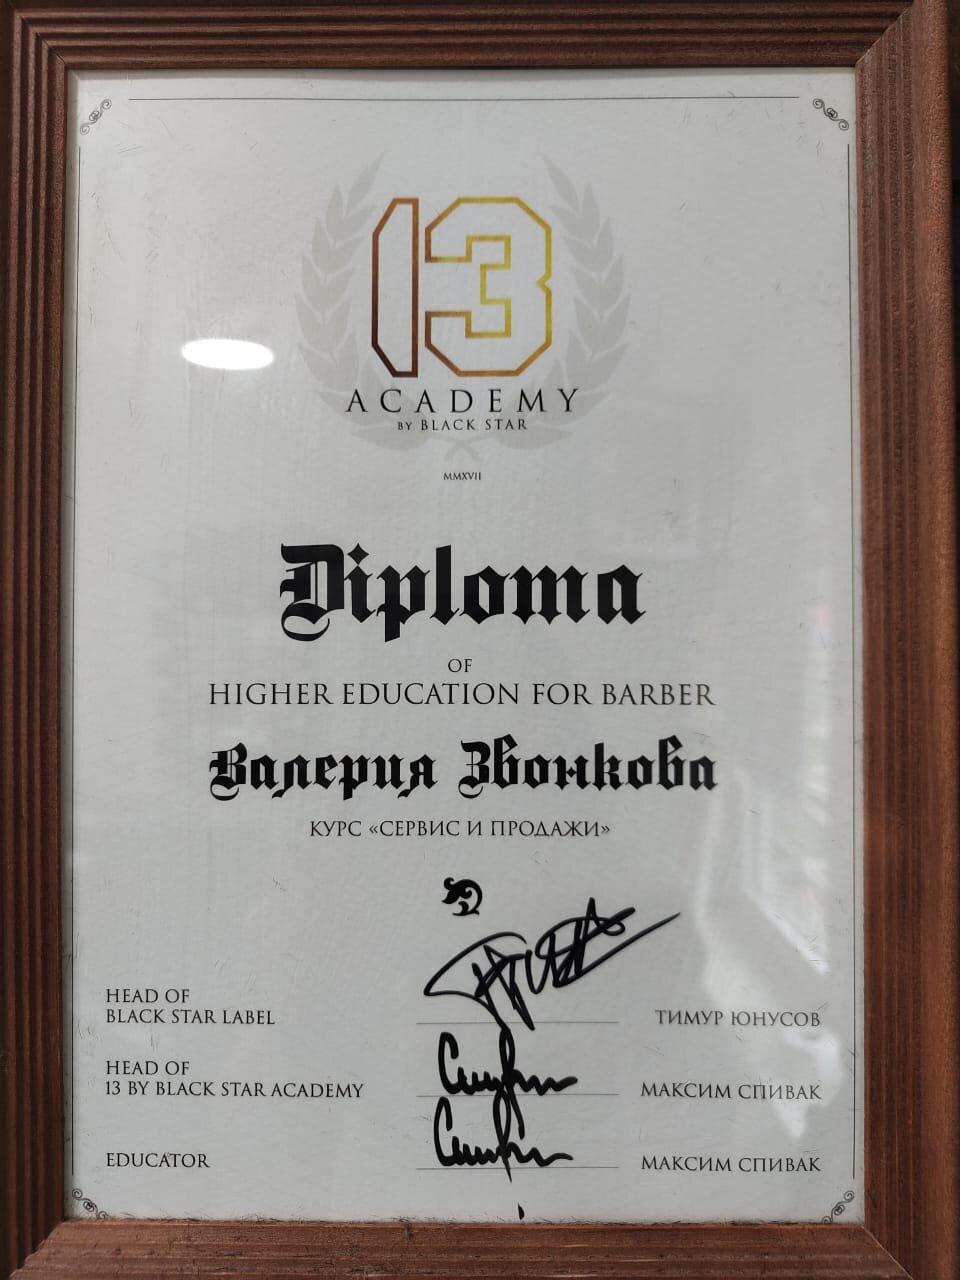 13
ACADEMY
BY BLACK STAR
MMXVII
Diploma
OF
HIGHER EDUCATION FOR BARBER
Валерия Звонкова
КУРС «СЕРВИС И ПРОДАЖИ»
HEAD OF
BLACK STAR LABEL
ТИМУР ЮНУСОВ
HEAD OF
13 BY BLACK STAR ACADEMY
МАКСИМ СПИВАК
EDUCATOR
МАКСИМ СПИВАК